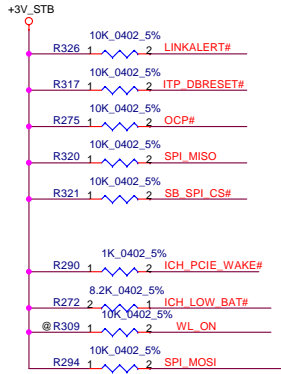 +3V_STB
10K_0402_5%
R326 1 2 LINKALERT#
10K_0402_5%
R317 1 2 ITP_DBRESET#
10K_0402_5%
R275 1 2 OCP#
10K_0402_5%
R320 1 2 SPI_MISO
10K_0402_5%
R321 1 2 SB_SPI_CS#
1K_0402_5%
R290 1 2 ICH_PCIE_WAKE#
8.2K_0402_5%
R272 2 1 ICH_LOW_BAT#
10K_0402_5%
@R309 1 2 WL_ON
10K_0402_5%
R294 1 2 SPI_MOSI